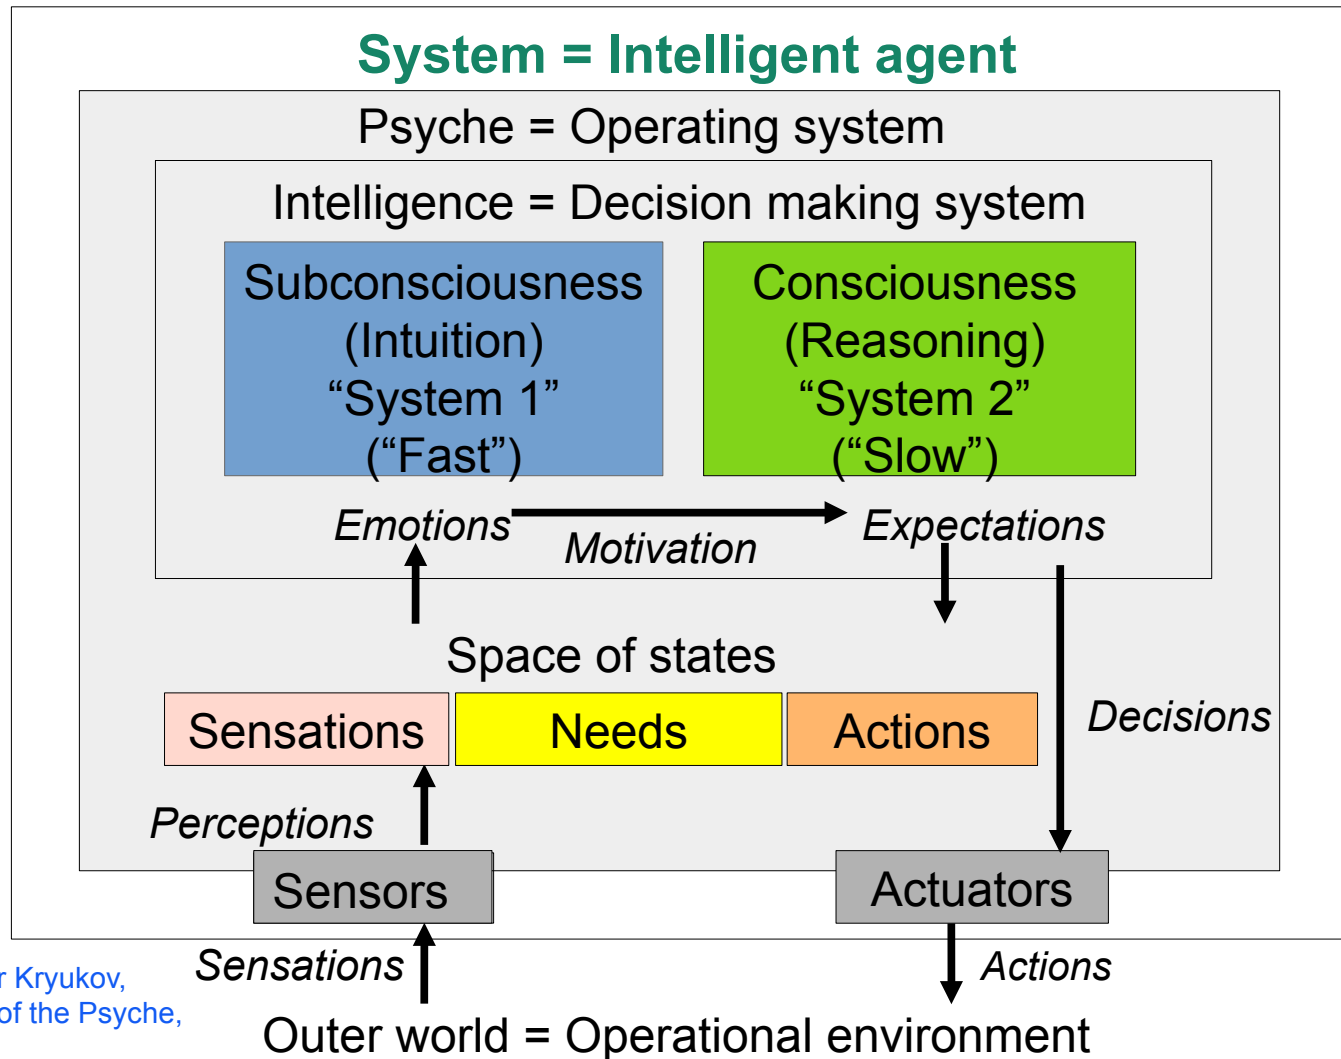 System = Intelligent agent
Psyche = Operating system
Intelligence = Decision making system
Subconsciousness
(Intuition)
“System 1”
(“Fast”)
Consciousness
(Reasoning)
“System 2”
(“Slow”)
Emotions
Motivation
Expectations
Space of states
Sensations
Needs
Actions
Decisions
Perceptions
Sensors
Actuators
Sensations
Actions
r Kryukov,
of the Psyche,
Outer world = Operational environment